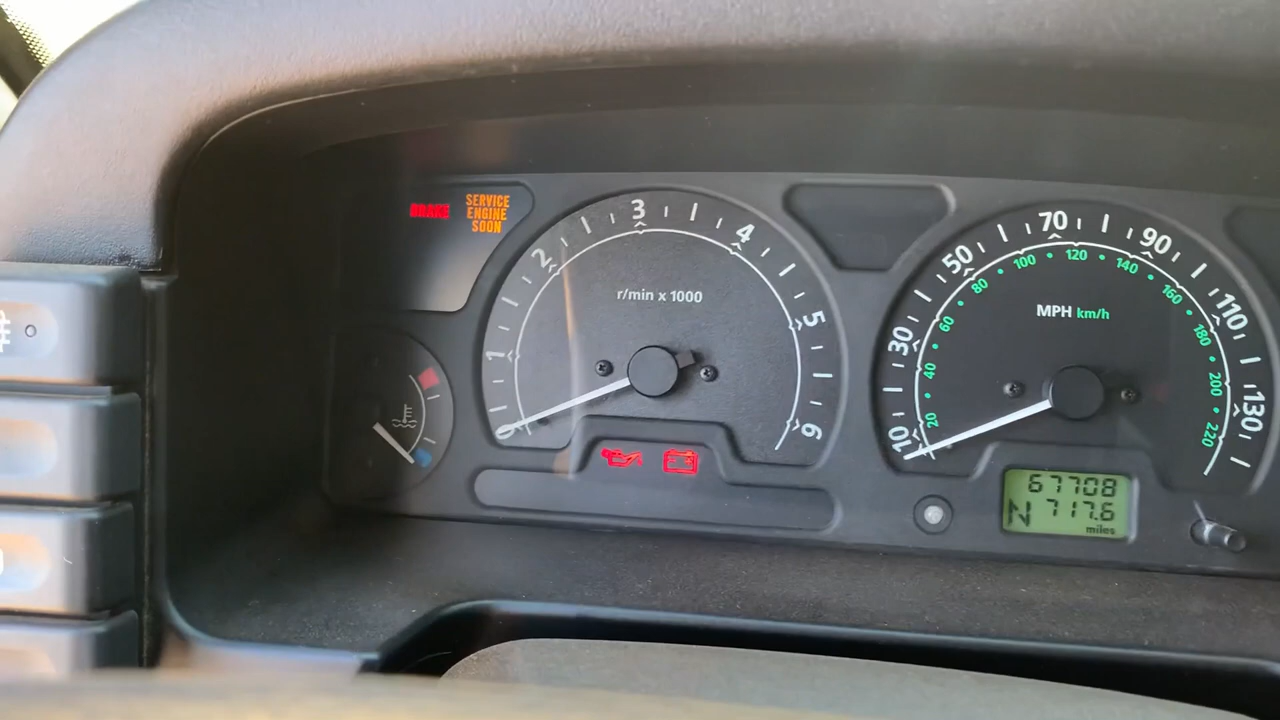 BRAKE
SERVICE
ENGINE
SOON
0 1 2 3 4 5 6
r/min x 1000
10 30 50 70 90 110 130
20 40 60 80 100 120 140 160 180 200 220
MPH km/h
67708
N 717.6
miles